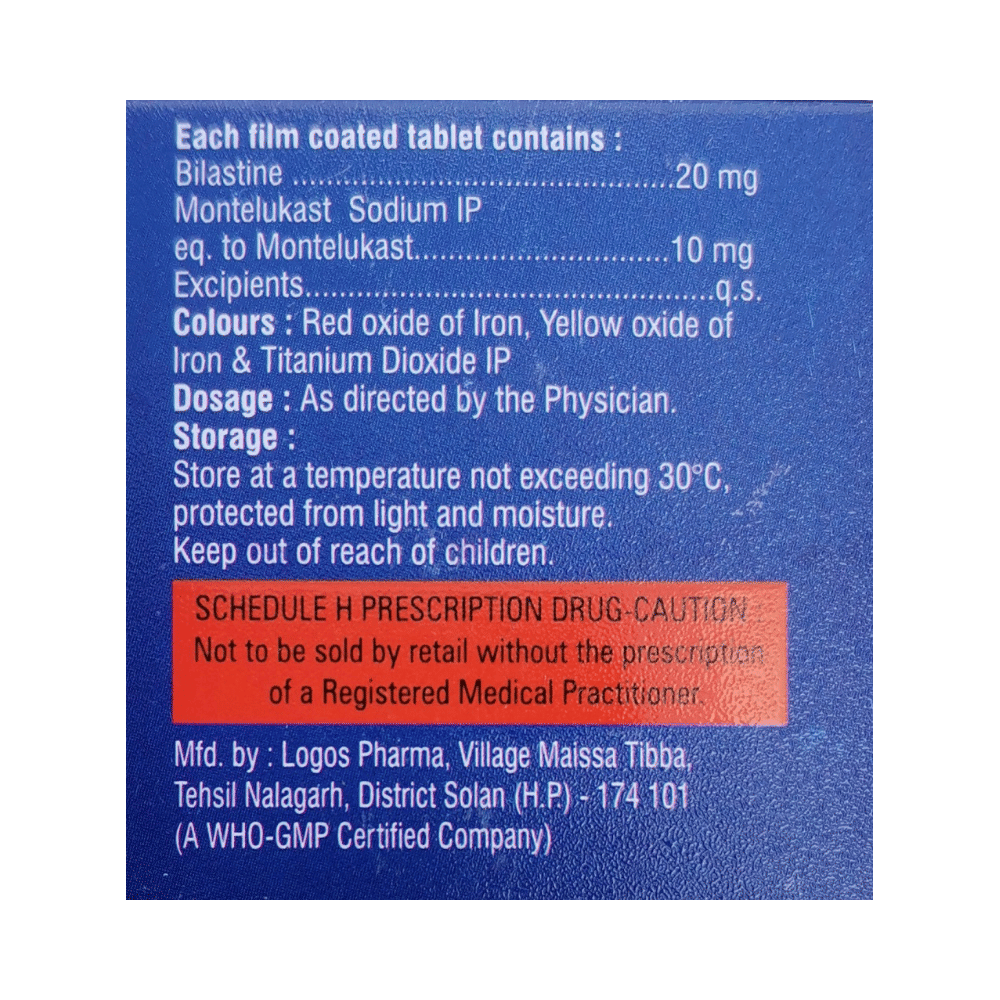 Each film coated tablet contains :
Bilastine .............................................20 mg
Montelukast Sodium IP
eq. to Montelukast..............................10 mg
Excipients................................................q.s.
Colours : Red oxide of Iron, Yellow oxide of
Iron & Titanium Dioxide IP
Dosage : As directed by the Physician.
Storage :
Store at a temperature not exceeding 30°C,
protected from light and moisture.
Keep out of reach of children.
SCHEDULE H PRESCRIPTION DRUG-CAUTION
Not to be sold by retail without the prescription
of a Registered Medical Practitioner.
Mfd. by : Logos Pharma, Village Maissa Tibba,
Tehsil Nalagarh, District Solan (H.P) - 174 101
(A WHO-GMP Certified Company)